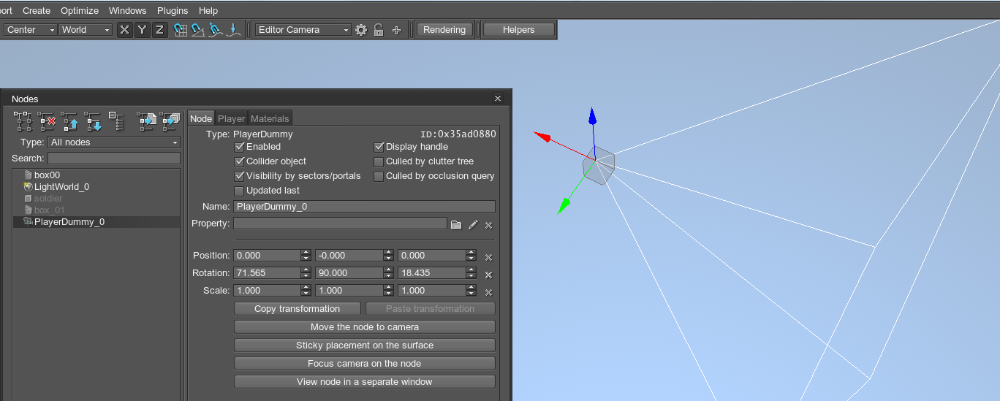 ort Create Optimize Windows Plugins Help
Center World X Y Z Editor Camera Rendering Helpers
Nodes
Type: All nodes
Search:
box00
LightWorld_0
soldier
box_01
PlayerDummy_0
Node Player Materials
Type: PlayerDummy ID:0x35ad0880
Enabled Display handle
Collider object Culled by clutter tree
Visibility by sectors/portals Culled by occlusion query
Updated last
Name: PlayerDummy_0
Property:
Position: 0.000 -0.000 0.000
Rotation: 71.565 90.000 18.435
Scale: 1.000 1.000 1.000
Copy transformation Paste transformation
Move the node to camera
Sticky placement on the surface
Focus camera on the node
View node in a separate window